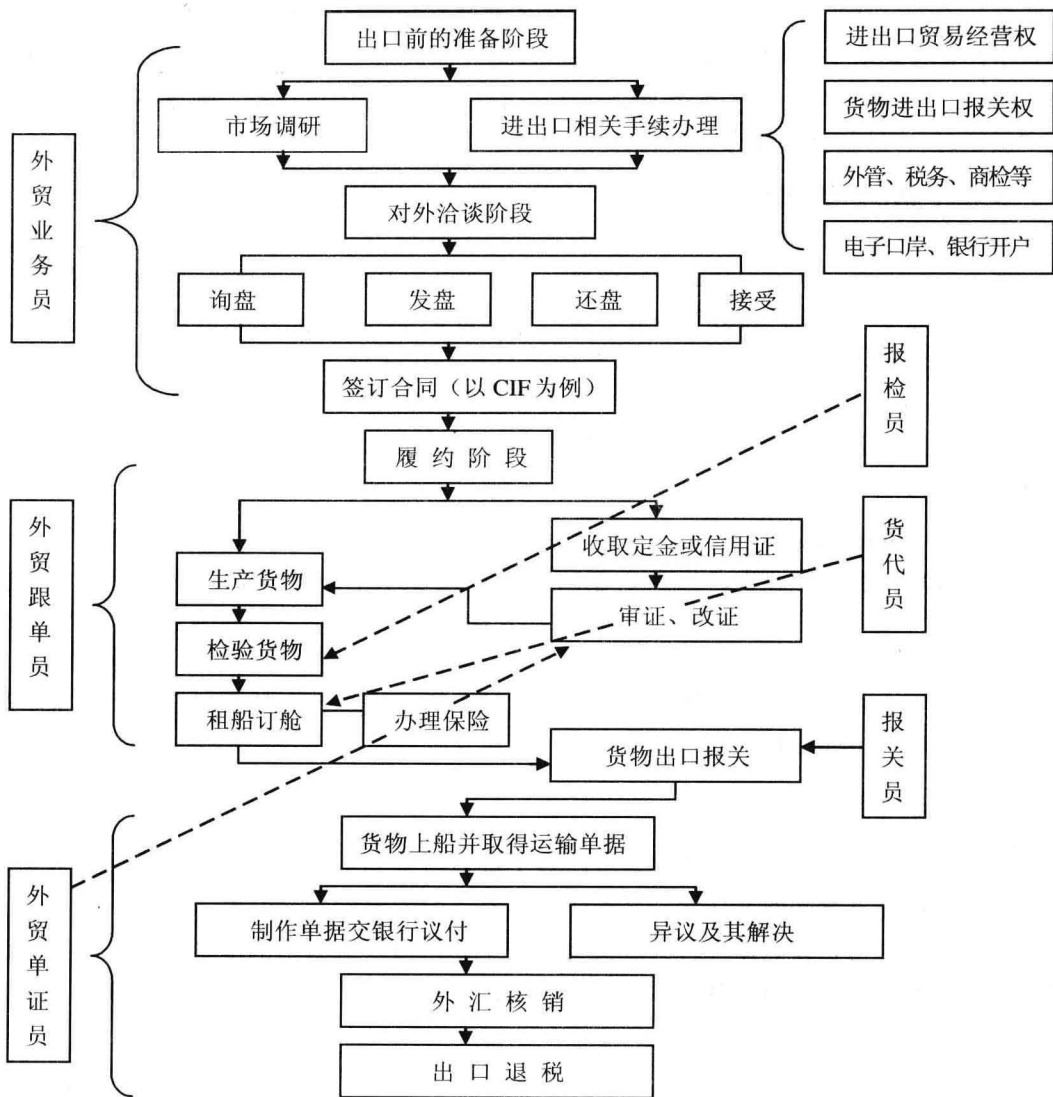 出口前的准备阶段
进出口贸易经营权
市场调研
进出口相关手续办理
货物进出口报关权
外贸业务员
外管、税务、商检等
对外洽谈阶段
电子口岸、银行开户
询盘
发盘
还盘
接受
签订合同（以 CIF 为例）
报检员
履约阶段
外贸跟单员
收取定金或信用证
货代员
生产货物
审证、改证
检验货物
租船订舱
办理保险
货物出口报关
报关员
货物上船并取得运输单据
外贸单证员
制作单据交银行议付
异议及其解决
外汇核销
出口退税